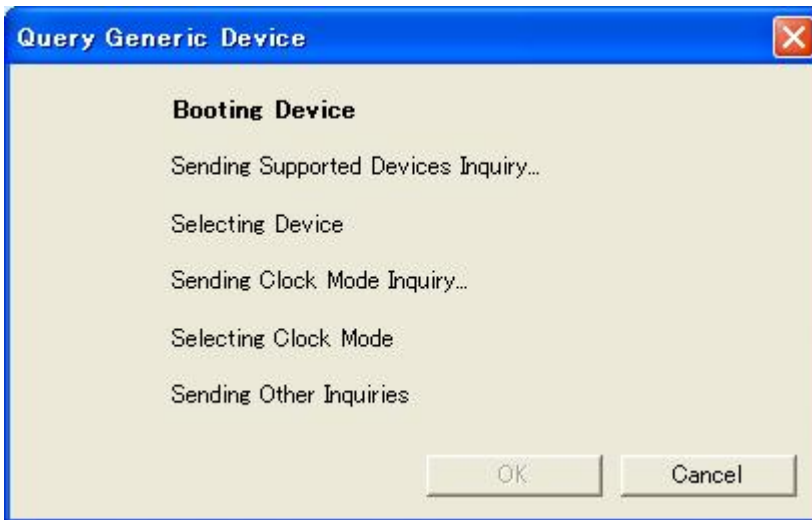 Query Generic Device
Booting Device
Sending Supported Devices Inquiry...
Selecting Device
Sending Clock Mode Inquiry...
Selecting Clock Mode
Sending Other Inquiries
OK
Cancel